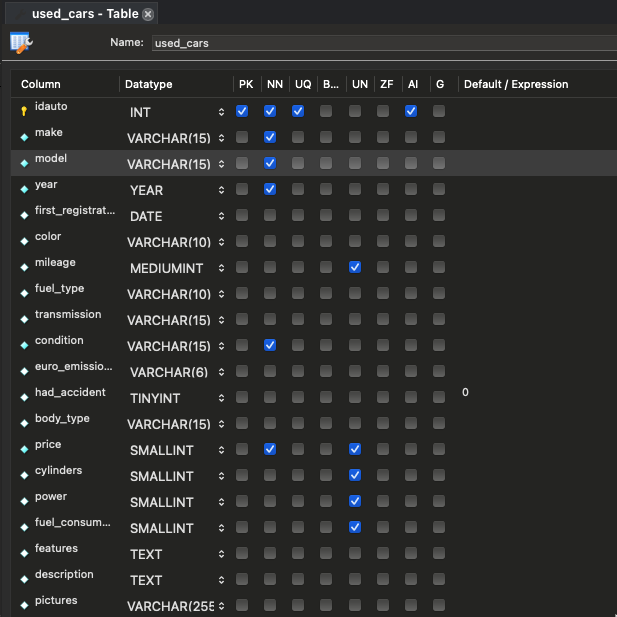 used_cars - Table
Name: used_cars
Column Datatype PK NN UQ B... UN ZF AI G Default / Expression
idauto INT
make VARCHAR(15)
model VARCHAR(15)
year YEAR
first_registrat... DATE
color VARCHAR(10)
mileage MEDIUMINT
fuel_type VARCHAR(10)
transmission VARCHAR(15)
condition VARCHAR(15)
euro_emissio... VARCHAR(6)
had_accident TINYINT 0
body_type VARCHAR(15)
price SMALLINT
cylinders SMALLINT
power SMALLINT
fuel_consum... SMALLINT
features TEXT
description TEXT
pictures VARCHAR(255